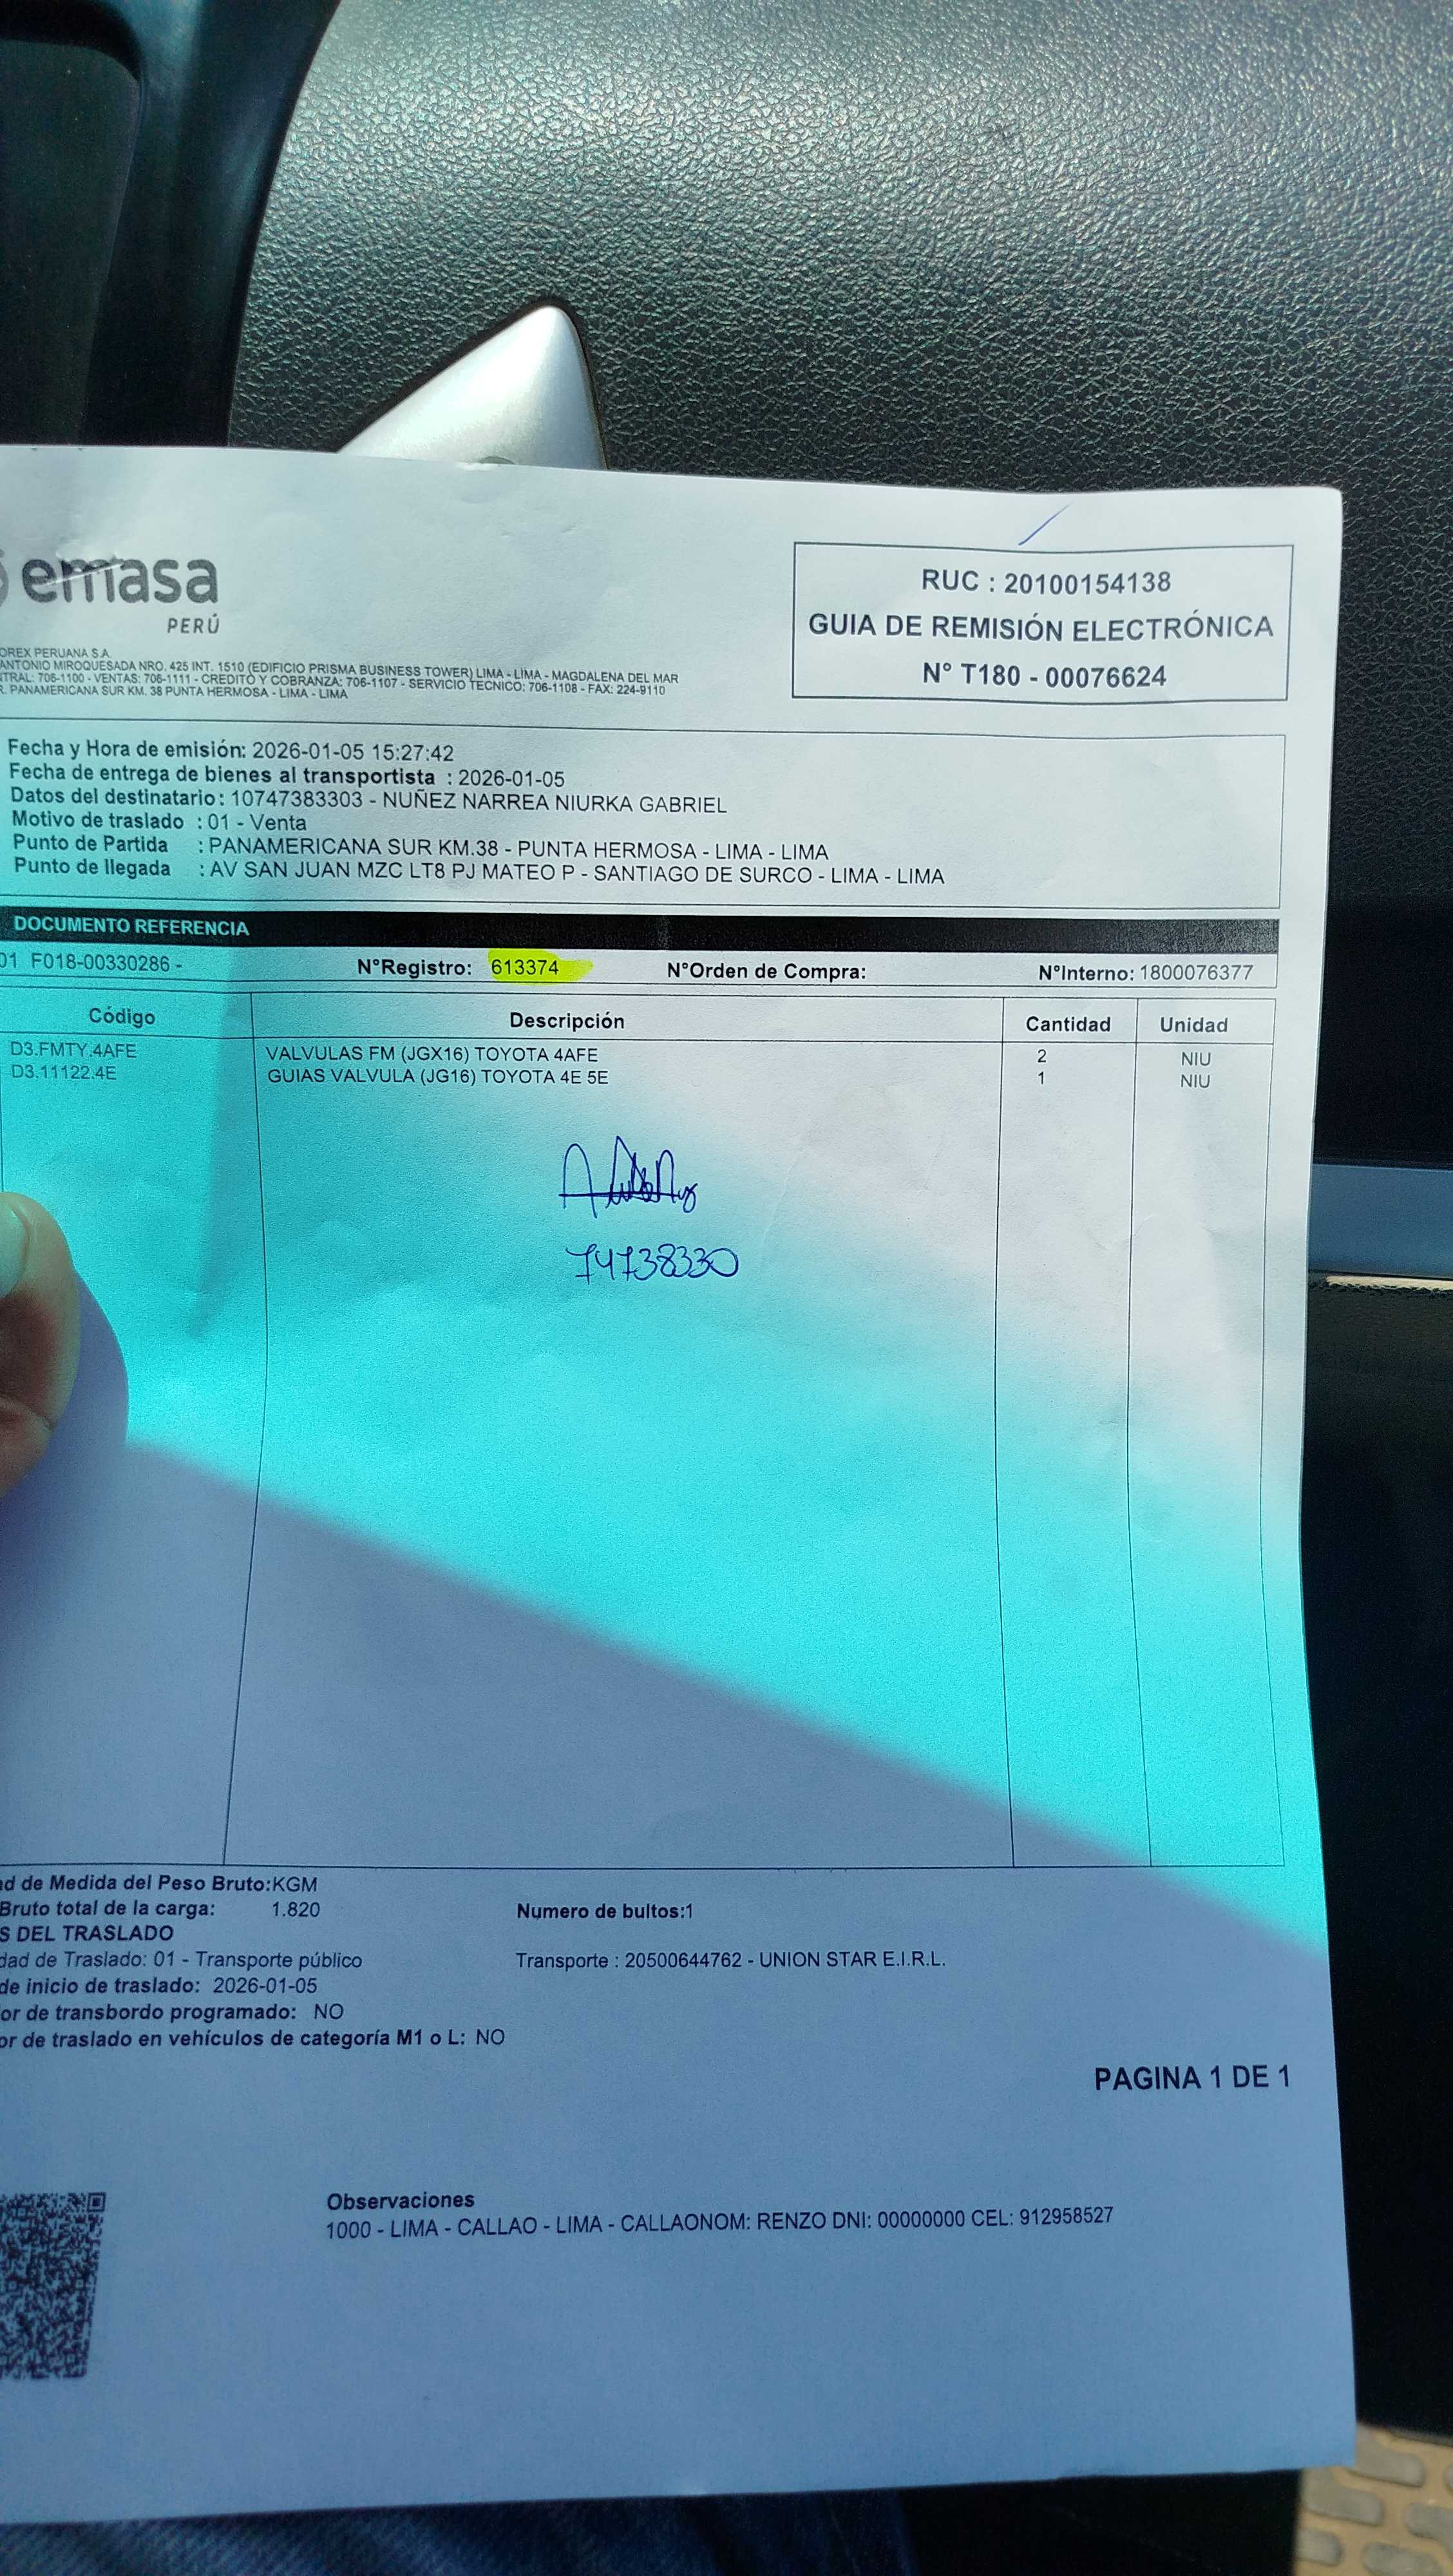 emasa
PERÚ
OREX PERUANA S.A.
ANTONIO MIROQUESADA NRO. 425 INT. 1510 (EDIFICIO PRISMA BUSINESS TOWER) LIMA - LIMA - MAGDALENA DEL MAR
NTRAL: 706-1100 - VENTAS: 706-1111 - CREDITO Y COBRANZA: 706-1107 - SERVICIO TECNICO: 706-1108 - FAX: 224-9110
R. PANAMERICANA SUR KM. 38 PUNTA HERMOSA - LIMA - LIMA
RUC : 20100154138
GUIA DE REMISIÓN ELECTRÓNICA
N° T180 - 00076624
Fecha y Hora de emisión: 2026-01-05 15:27:42
Fecha de entrega de bienes al transportista : 2026-01-05
Datos del destinatario : 10747383303 - NUÑEZ NARREA NIURKA GABRIEL
Motivo de traslado : 01 - Venta
Punto de Partida : PANAMERICANA SUR KM.38 - PUNTA HERMOSA - LIMA - LIMA
Punto de llegada : AV SAN JUAN MZC LT8 PJ MATEO P - SANTIAGO DE SURCO - LIMA - LIMA
DOCUMENTO REFERENCIA
01 F018-00330286 - N°Registro: 613374 N°Orden de Compra: N°Interno: 1800076377
Código Descripción Cantidad Unidad
D3.FMTY.4AFE VALVULAS FM (JGX16) TOYOTA 4AFE 2 NIU
D3.11122.4E GUIAS VALVULA (JG16) TOYOTA 4E 5E 1 NIU
74738330
ad de Medida del Peso Bruto:KGM
Bruto total de la carga: 1.820 Numero de bultos:1
S DEL TRASLADO
dad de Traslado: 01 - Transporte público Transporte : 20500644762 - UNION STAR E.I.R.L.
de inicio de traslado: 2026-01-05
or de transbordo programado: NO
or de traslado en vehículos de categoría M1 o L: NO
PAGINA 1 DE 1
Observaciones
1000 - LIMA - CALLAO - LIMA - CALLAONOM: RENZO DNI: 00000000 CEL: 912958527